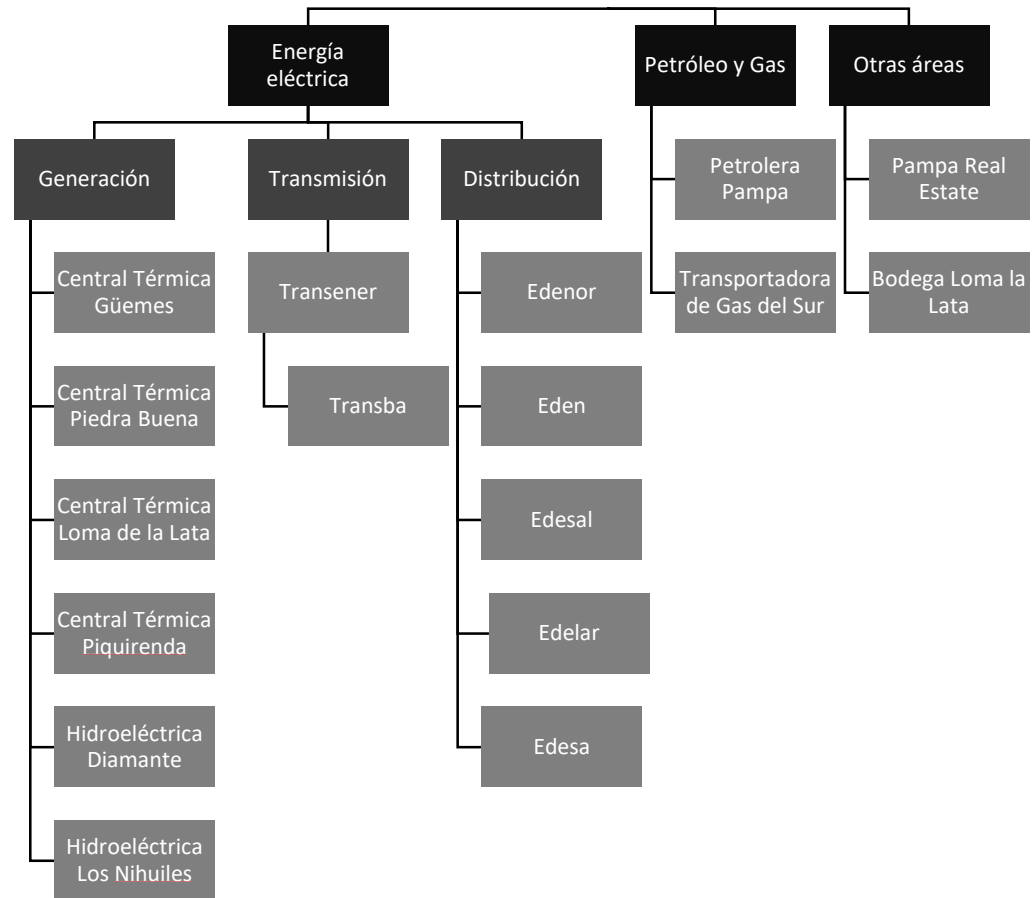 Energía
eléctrica
Petróleo y Gas
Otras áreas
Generación
Transmisión
Distribución
Petrolera
Pampa
Pampa Real
Estate
Central Térmica
Güemes
Transener
Edenor
Transportadora
de Gas del Sur
Bodega Loma la
Lata
Central Térmica
Piedra Buena
Transba
Eden
Central Térmica
Loma de la Lata
Edesal
Central Térmica
Piquirenda
Edelar
Hidroeléctrica
Diamante
Edesa
Hidroeléctrica
Los Nihuiles